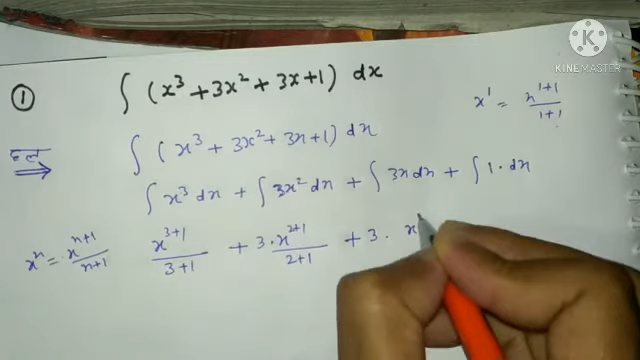 ① ∫ (x³ + 3x² + 3x + 1) dx
x¹ = x¹⁺¹/1+1
हल ∫ (x³ + 3x² + 3x + 1) dx
∫ x³ dx + ∫ 3x² dx + ∫ 3x dx + ∫ 1 · dx
xⁿ = xⁿ⁺¹/n+1 x³⁺¹/3+1 + 3 · x²⁺¹/2+1 + 3 · x
K
KINEMASTER